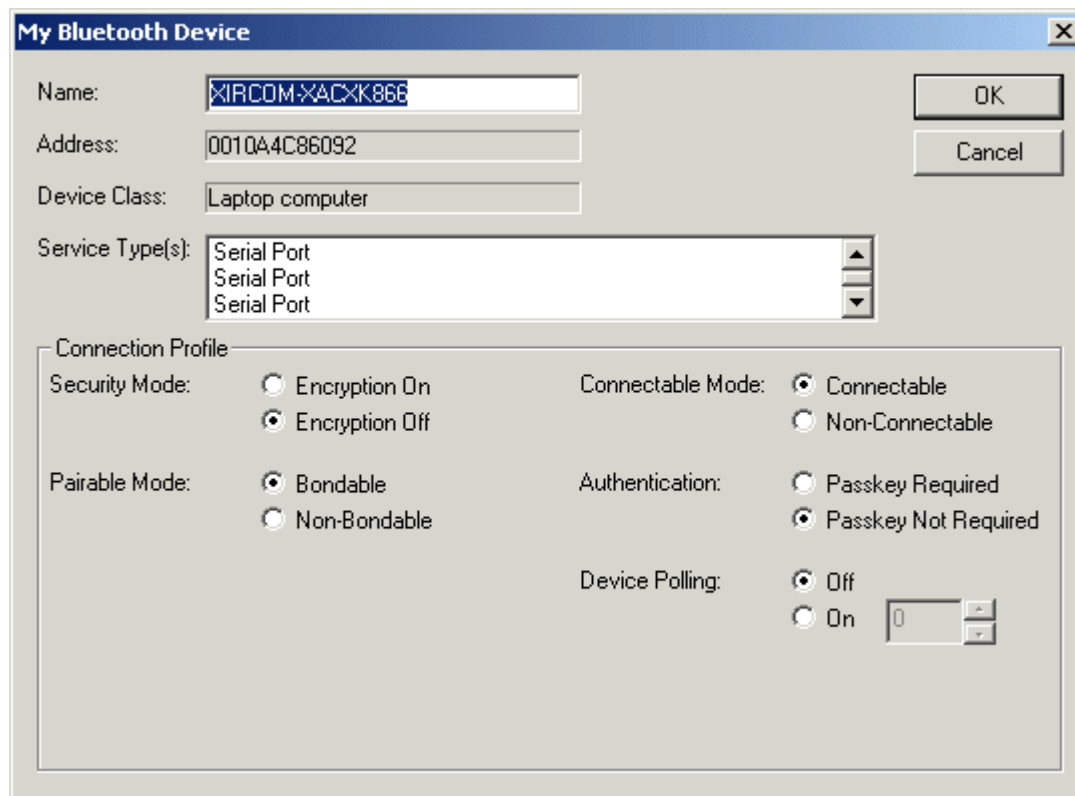 My Bluetooth Device
Name: XIRCOM-XACXK866 OK
Address: 0010A4C86092 Cancel
Device Class: Laptop computer
Service Type(s): Serial Port
Serial Port
Serial Port
Connection Profile
Security Mode: Encryption On Connectable Mode: Connectable
Encryption Off Non-Connectable
Pairable Mode: Bondable Authentication: Passkey Required
Non-Bondable Passkey Not Required
Device Polling: Off
On 0